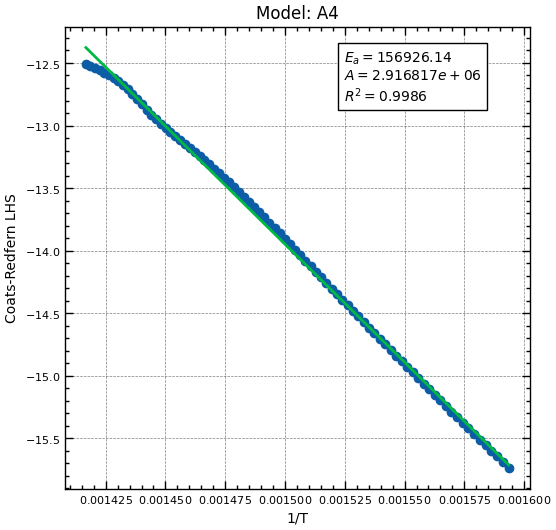 Model: A4
E_a = 156926.14
A = 2.916817e + 06
R² = 0.9986
Coats-Redfern LHS
−12.5
−13.0
−13.5
−14.0
−14.5
−15.0
−15.5
0.001425 0.001450 0.001475 0.001500 0.001525 0.001550 0.001575 0.001600
1/T